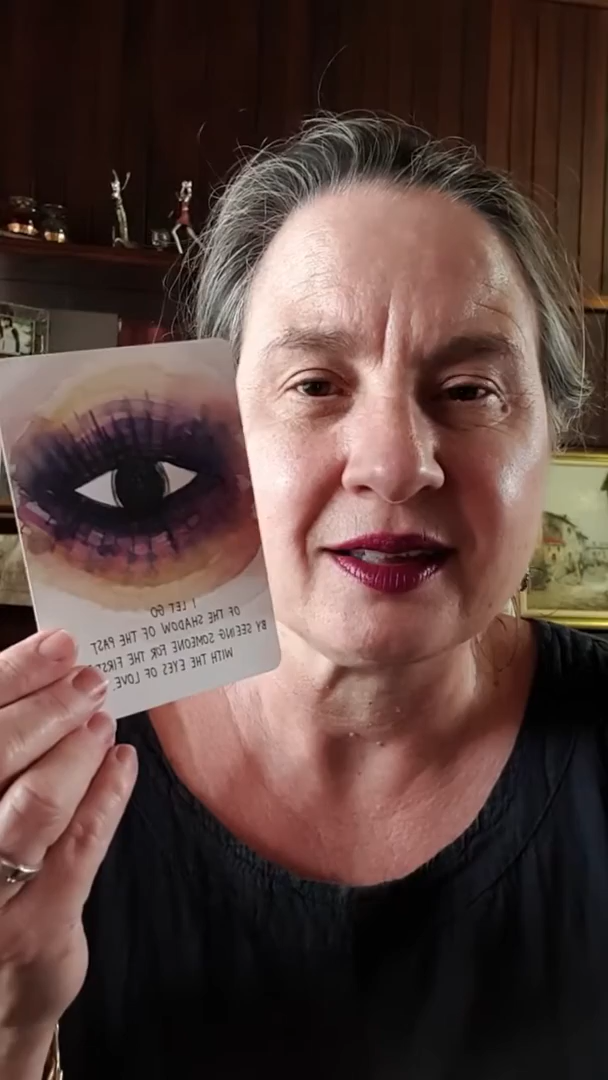 I LET GO
OF THE SHADOW OF THE PAST
BY SEEING SOMEONE FOR THE FIRST
WITH THE EYES OF LOVE.